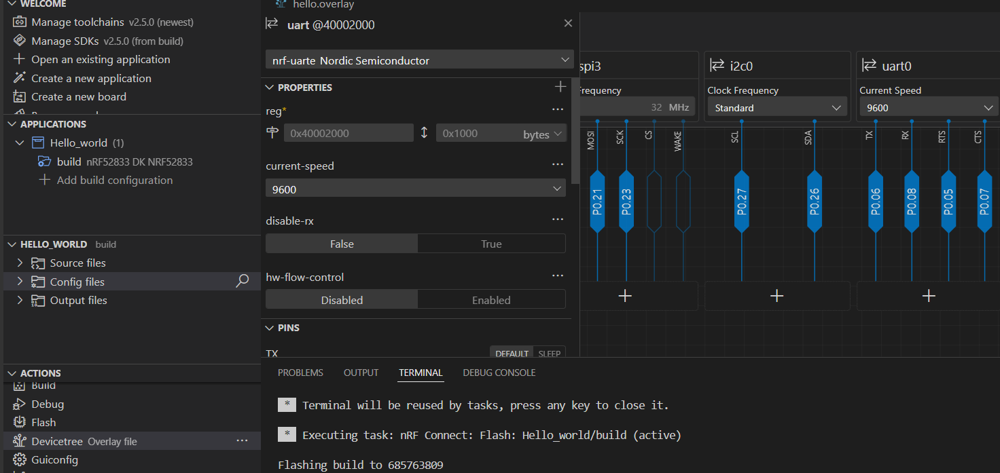 WELCOME
Manage toolchains v2.5.0 (newest)
Manage SDKs v2.5.0 (from build)
Open an existing application
Create a new application
Create a new board
APPLICATIONS
Hello_world (1)
build nRF52833 DK NRF52833
Add build configuration
HELLO_WORLD build
Source files
Config files
Output files
ACTIONS
Build
Debug
Flash
Devicetree Overlay file ...
Guiconfig
hello.overlay
uart @40002000
nrf-uarte Nordic Semiconductor
PROPERTIES
reg* ...
0x40002000 0x1000 bytes
current-speed ...
9600
disable-rx ...
False True
hw-flow-control ...
Disabled Enabled
PINS
TX DEFAULT SLEEP
spi3
Frequency
32 MHz
MOSI SCK CS WAKE
P0.21 P0.23
i2c0
Clock Frequency
Standard
SCL SDA
P0.27 P0.26
uart0
Current Speed
9600
TX RX RTS CTS
P0.06 P0.08 P0.05 P0.07
PROBLEMS OUTPUT TERMINAL DEBUG CONSOLE
* Terminal will be reused by tasks, press any key to close it.
* Executing task: nRF Connect: Flash: Hello_world/build (active)
Flashing build to 685763809